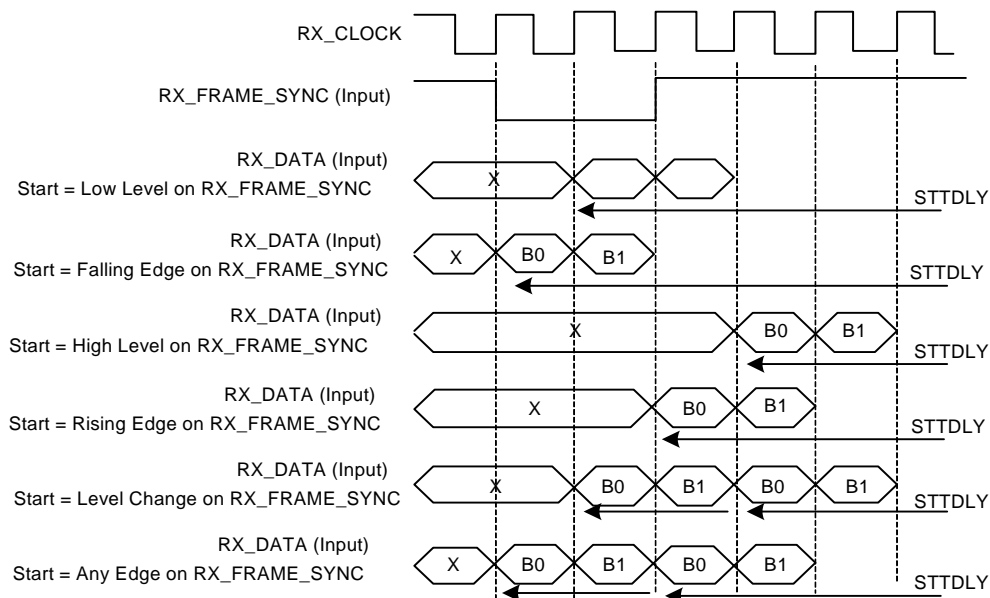 RX_CLOCK
RX_FRAME_SYNC (Input)
RX_DATA (Input)
Start = Low Level on RX_FRAME_SYNC
X
STTDLY
RX_DATA (Input)
Start = Falling Edge on RX_FRAME_SYNC
X B0 B1
STTDLY
RX_DATA (Input)
Start = High Level on RX_FRAME_SYNC
X B0 B1
STTDLY
RX_DATA (Input)
Start = Rising Edge on RX_FRAME_SYNC
X B0 B1
STTDLY
RX_DATA (Input)
Start = Level Change on RX_FRAME_SYNC
X B0 B1 B0 B1
STTDLY
RX_DATA (Input)
Start = Any Edge on RX_FRAME_SYNC
X B0 B1 B0 B1
STTDLY